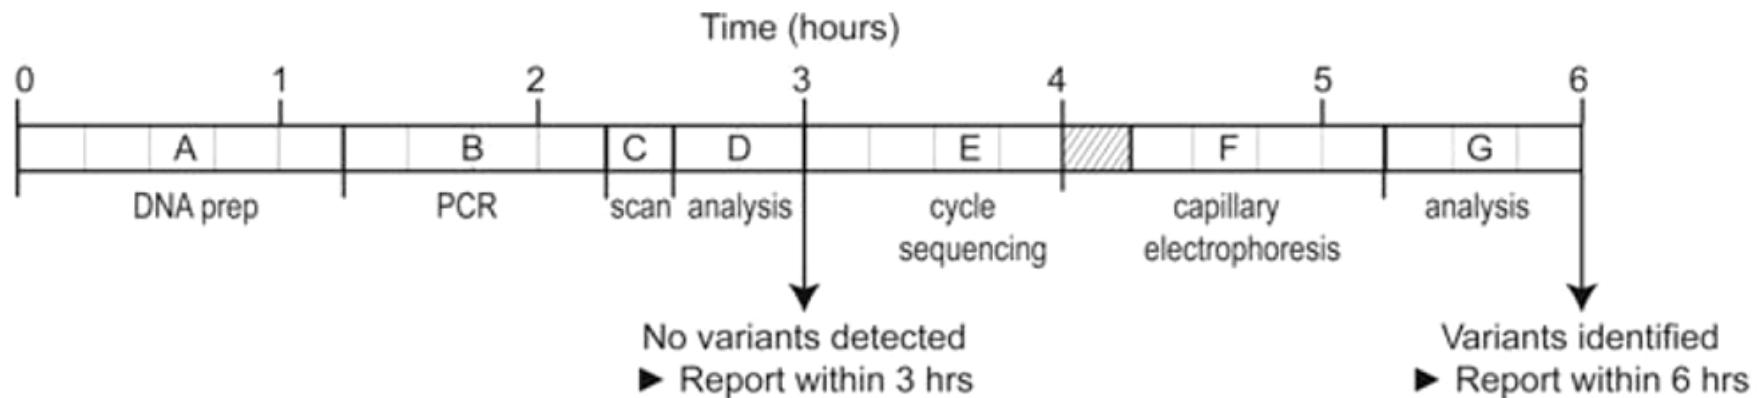 Time (hours)
0 1 2 3 4 5 6
A B C D E F G
DNA prep PCR scan analysis cycle sequencing capillary electrophoresis analysis
No variants detected
► Report within 3 hrs
Variants identified
► Report within 6 hrs